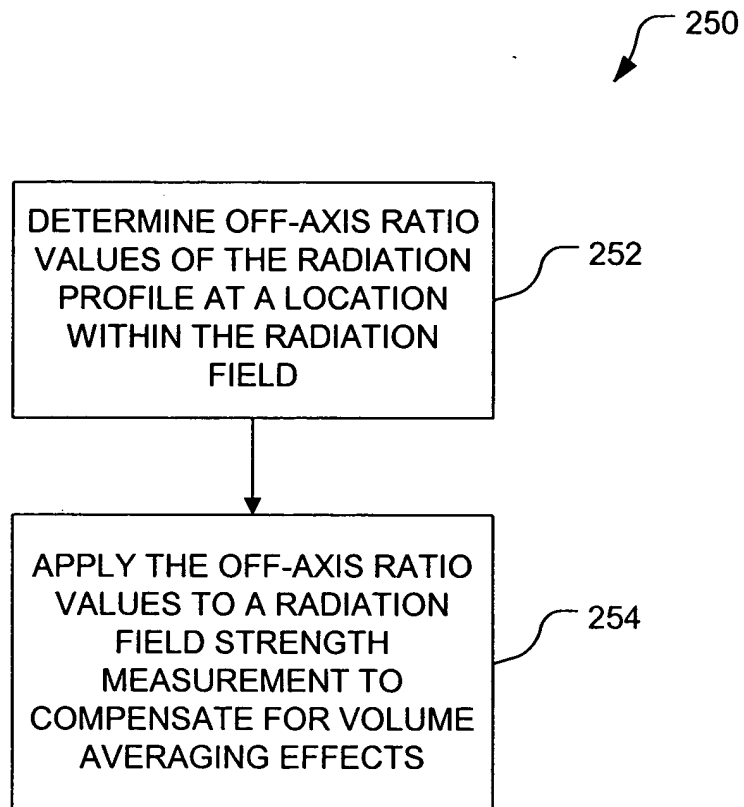 250
DETERMINE OFF-AXIS RATIO
VALUES OF THE RADIATION
PROFILE AT A LOCATION
WITHIN THE RADIATION
FIELD
252
APPLY THE OFF-AXIS RATIO
VALUES TO A RADIATION
FIELD STRENGTH
MEASUREMENT TO
COMPENSATE FOR VOLUME
AVERAGING EFFECTS
254